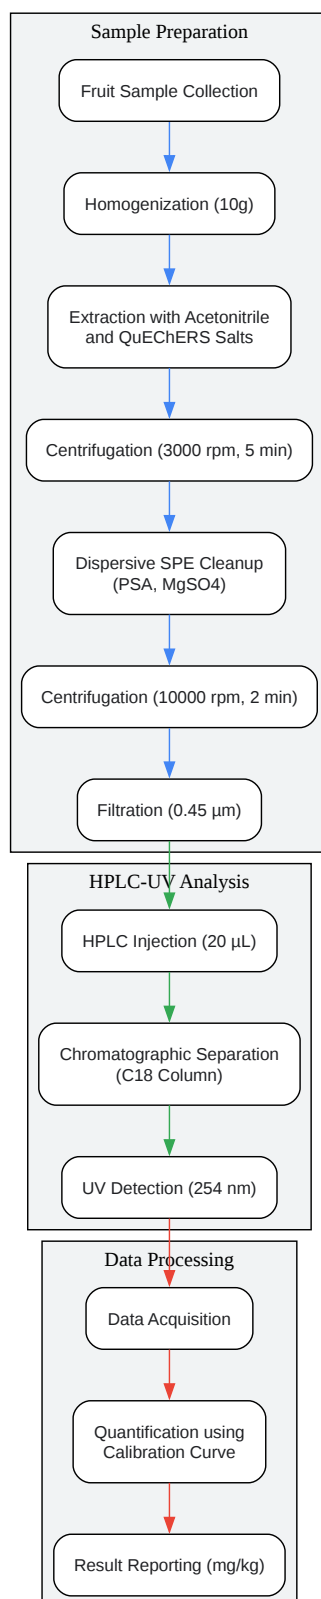 Sample Preparation
Fruit Sample Collection
Homogenization (10g)
Extraction with Acetonitrile
and QuEChERS Salts
Centrifugation (3000 rpm, 5 min)
Dispersive SPE Cleanup
(PSA, MgSO4)
Centrifugation (10000 rpm, 2 min)
Filtration (0.45 µm)
HPLC-UV Analysis
HPLC Injection (20 µL)
Chromatographic Separation
(C18 Column)
UV Detection (254 nm)
Data Processing
Data Acquisition
Quantification using
Calibration Curve
Result Reporting (mg/kg)